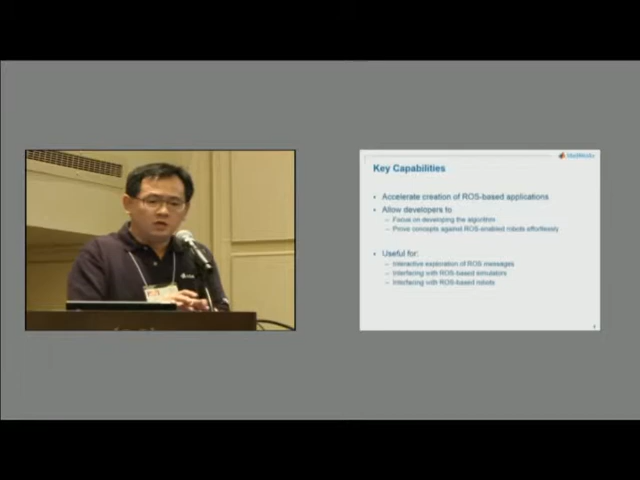 MathWorks
Key Capabilities
• Accelerate creation of ROS-based applications
• Allow developers to
– Focus on developing the algorithm
– Prove concepts against ROS-enabled robots effortlessly
• Useful for:
– Interactive exploration of ROS messages
– Interfacing with ROS-based simulators
– Interfacing with ROS-based robots